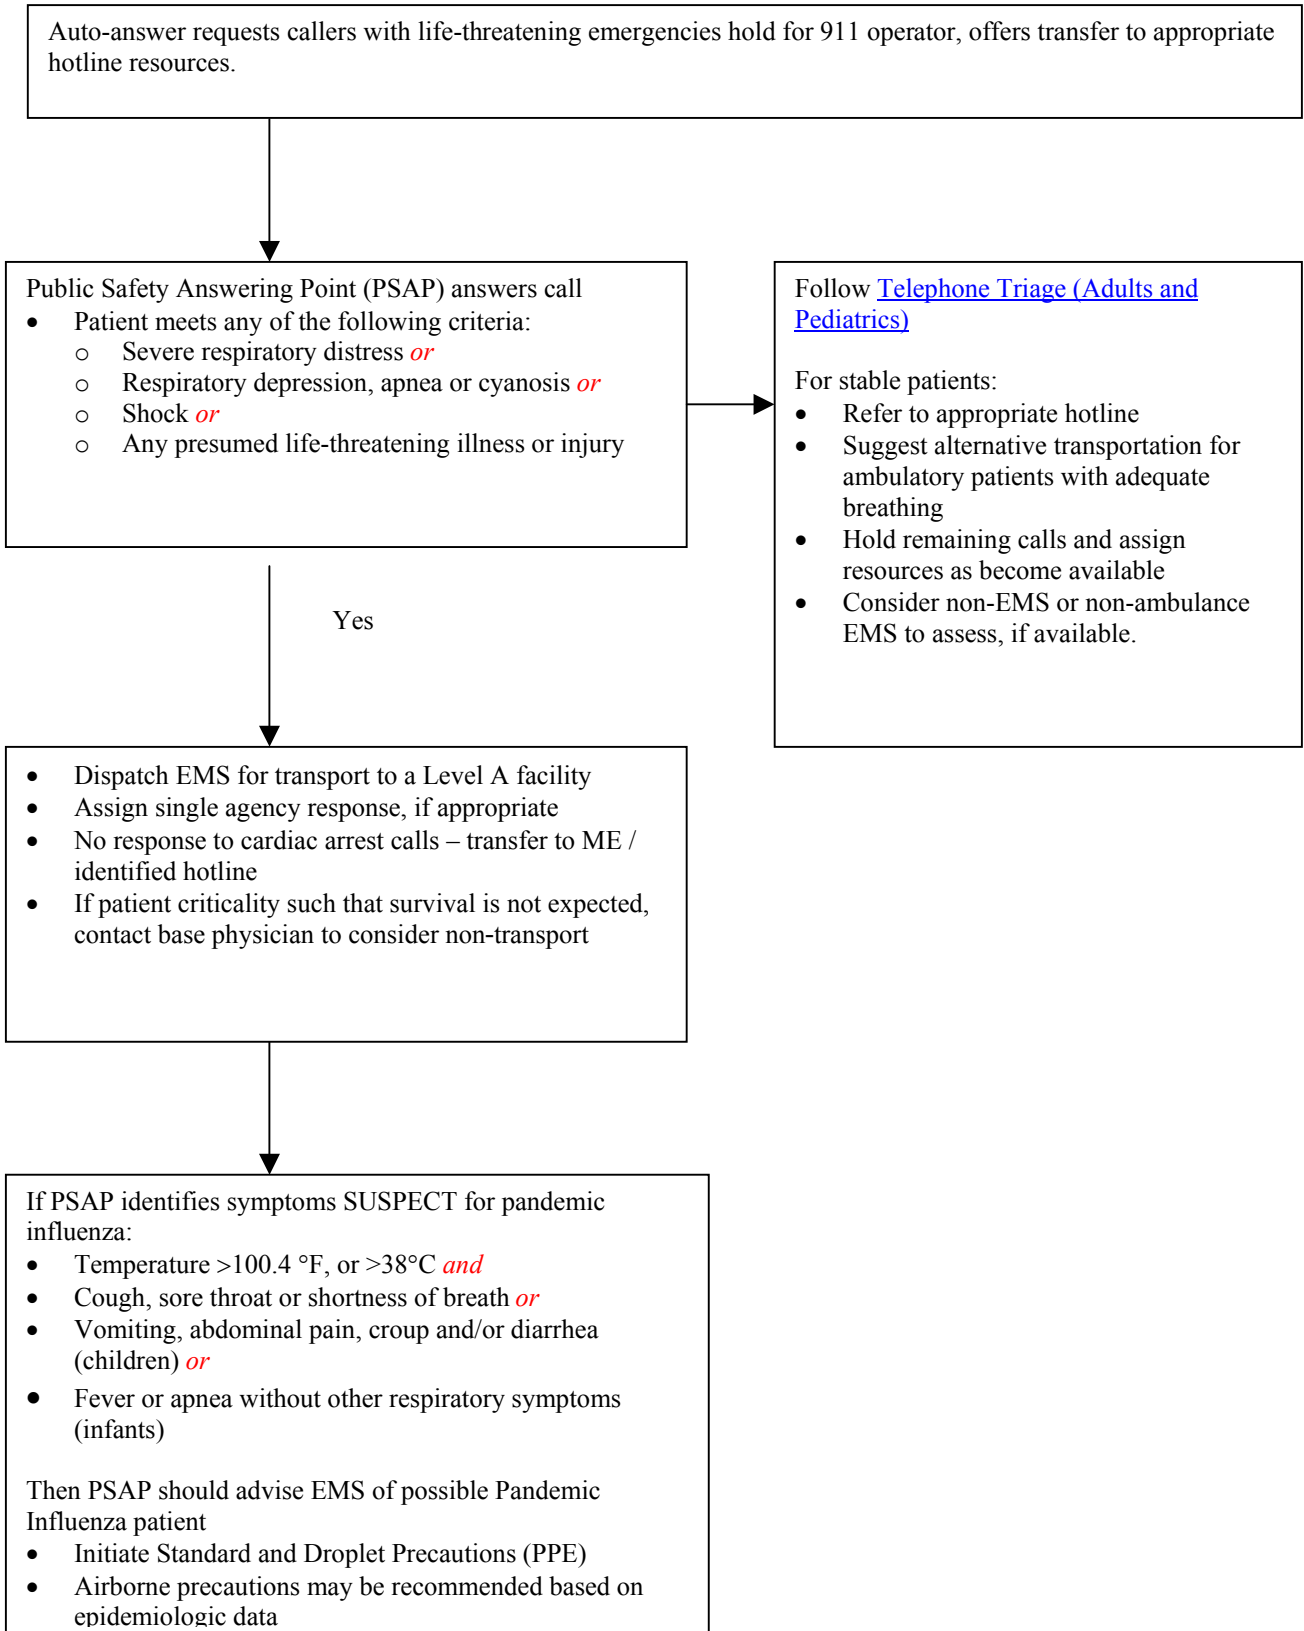 Auto-answer requests callers with life-threatening emergencies hold for 911 operator, offers transfer to appropriate
hotline resources.
Public Safety Answering Point (PSAP) answers call
• Patient meets any of the following criteria:
o Severe respiratory distress or
o Respiratory depression, apnea or cyanosis or
o Shock or
o Any presumed life-threatening illness or injury
Follow Telephone Triage (Adults and
Pediatrics)
For stable patients:
• Refer to appropriate hotline
• Suggest alternative transportation for
ambulatory patients with adequate
breathing
• Hold remaining calls and assign
resources as become available
• Consider non-EMS or non-ambulance
EMS to assess, if available.
Yes
• Dispatch EMS for transport to a Level A facility
• Assign single agency response, if appropriate
• No response to cardiac arrest calls – transfer to ME /
identified hotline
• If patient criticality such that survival is not expected,
contact base physician to consider non-transport
If PSAP identifies symptoms SUSPECT for pandemic
influenza:
• Temperature >100.4 °F, or >38°C and
• Cough, sore throat or shortness of breath or
• Vomiting, abdominal pain, croup and/or diarrhea
(children) or
• Fever or apnea without other respiratory symptoms
(infants)
Then PSAP should advise EMS of possible Pandemic
Influenza patient
• Initiate Standard and Droplet Precautions (PPE)
• Airborne precautions may be recommended based on
epidemiologic data